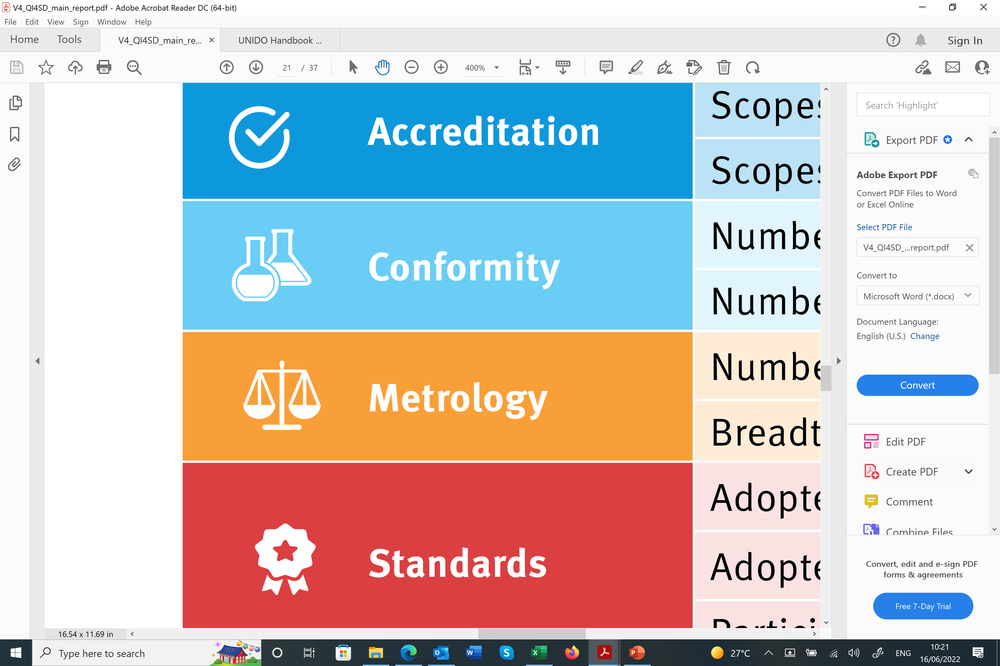 V4_QI4SD_main_report.pdf - Adobe Acrobat Reader DC (64-bit)
File Edit View Sign Window Help
Home Tools V4_QI4SD_main_re... × UNIDO Handbook ... Sign In
21 / 37 400%
Accreditation
Scopes
Scopes
Conformity
Numbe
Numbe
Metrology
Numbe
Breadt
Standards
Adopte
Adopte
Partici
Search 'Highlight'
Export PDF
Adobe Export PDF
Convert PDF Files to Word
or Excel Online
Select PDF File
V4_QI4SD_...report.pdf
Convert to
Microsoft Word (*.docx)
Document Language:
English (U.S.) Change
Convert
Edit PDF
Create PDF
Comment
Combine Files
Convert, edit and e-sign PDF
forms & agreements
Free 7-Day Trial
16.54 x 11.69 in
Type here to search
27°C ENG 10:21
16/06/2022